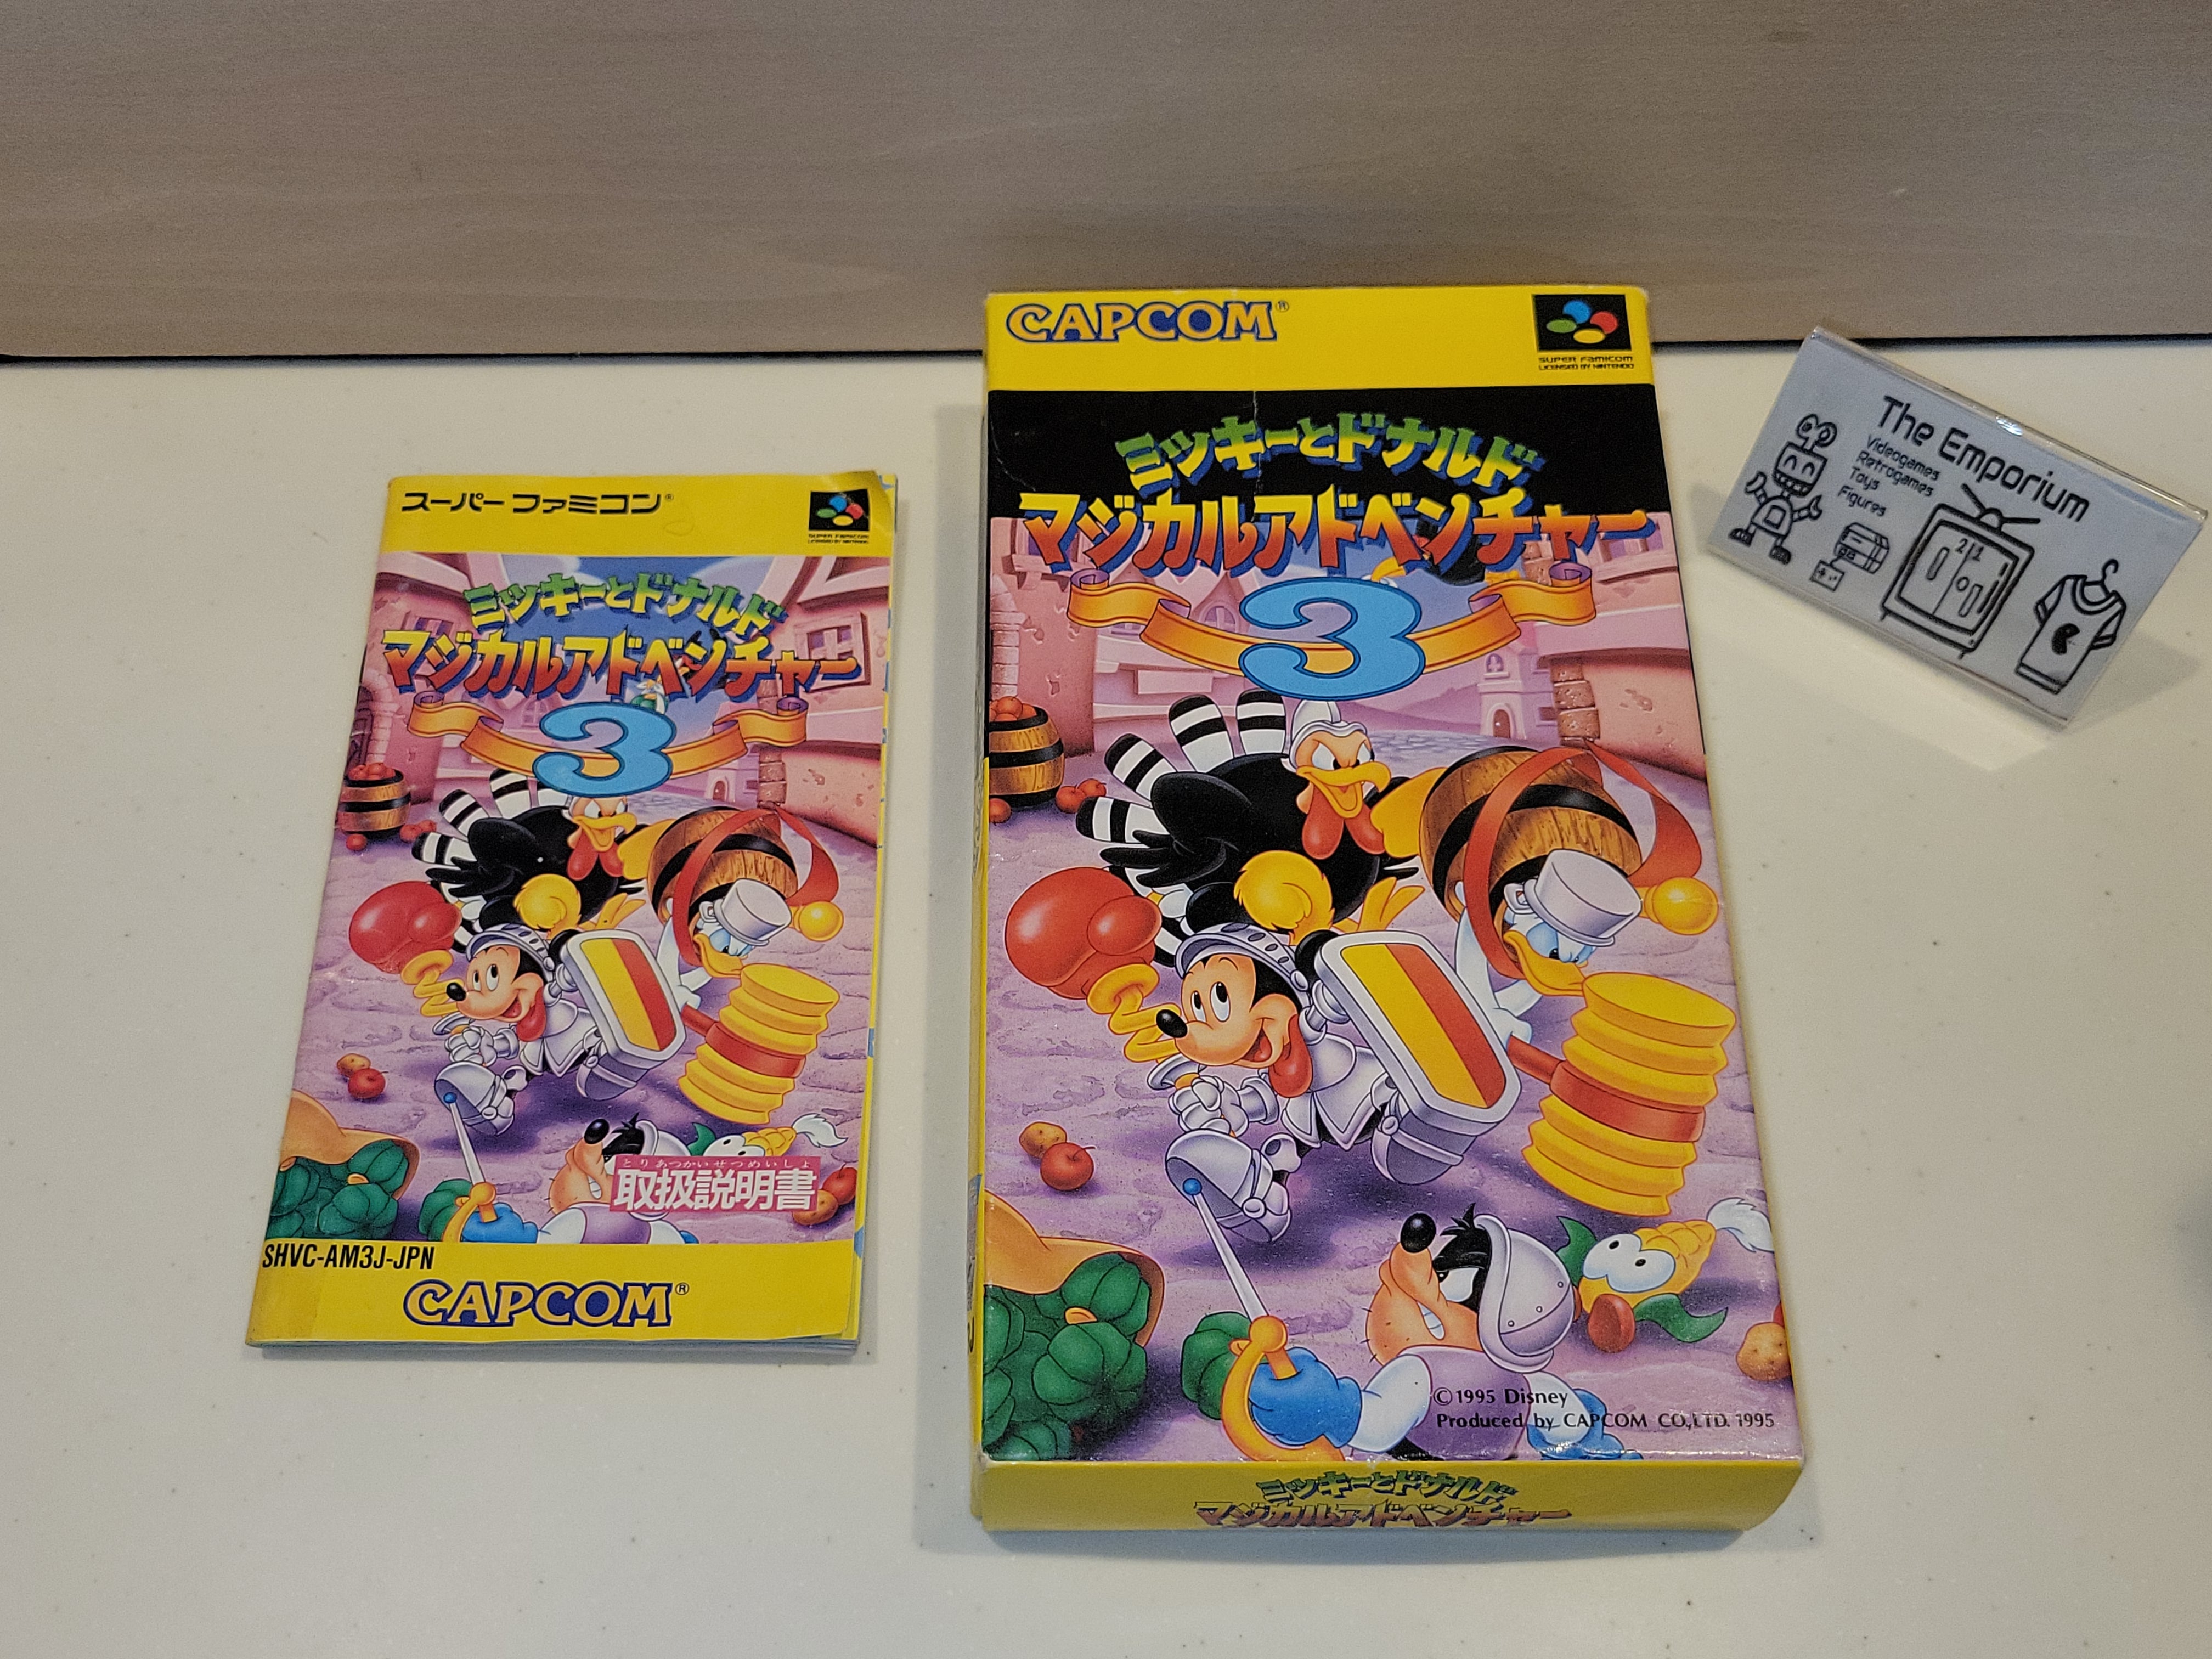 スーパーファミコン®
SUPER FAMICOM
LICENSED BY NINTENDO
ミッキーとドナルド
マジカルアドベンチャー
3
とりあつかいせつめいしょ
取扱説明書
SHVC-AM3J-JPN
CAPCOM®
CAPCOM®
SUPER FAMICOM
LICENSED BY NINTENDO
ミッキーとドナルド
マジカルアドベンチャー
3
©1995 Disney
Produced by CAPCOM CO.,LTD. 1995
ミッキーとドナルド
マジカルアドベンチャー
The Emporium
Videogames
Retrogames
Toys
Figures
21